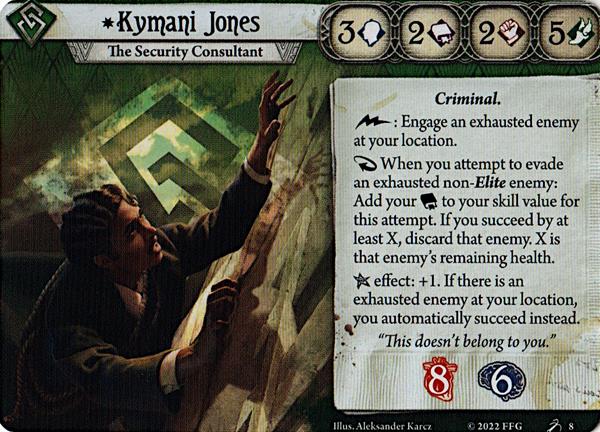 *Kymani Jones
The Security Consultant
3 2 2 5
Criminal.
: Engage an exhausted enemy
at your location.
When you attempt to evade
an exhausted non-Elite enemy:
Add your to your skill value for
this attempt. If you succeed by at
least X, discard that enemy. X is
that enemy's remaining health.
effect: +1. If there is an
exhausted enemy at your location,
you automatically succeed instead.
"This doesn't belong to you."
8 6
Illus. Aleksander Karcz © 2022 FFG 8